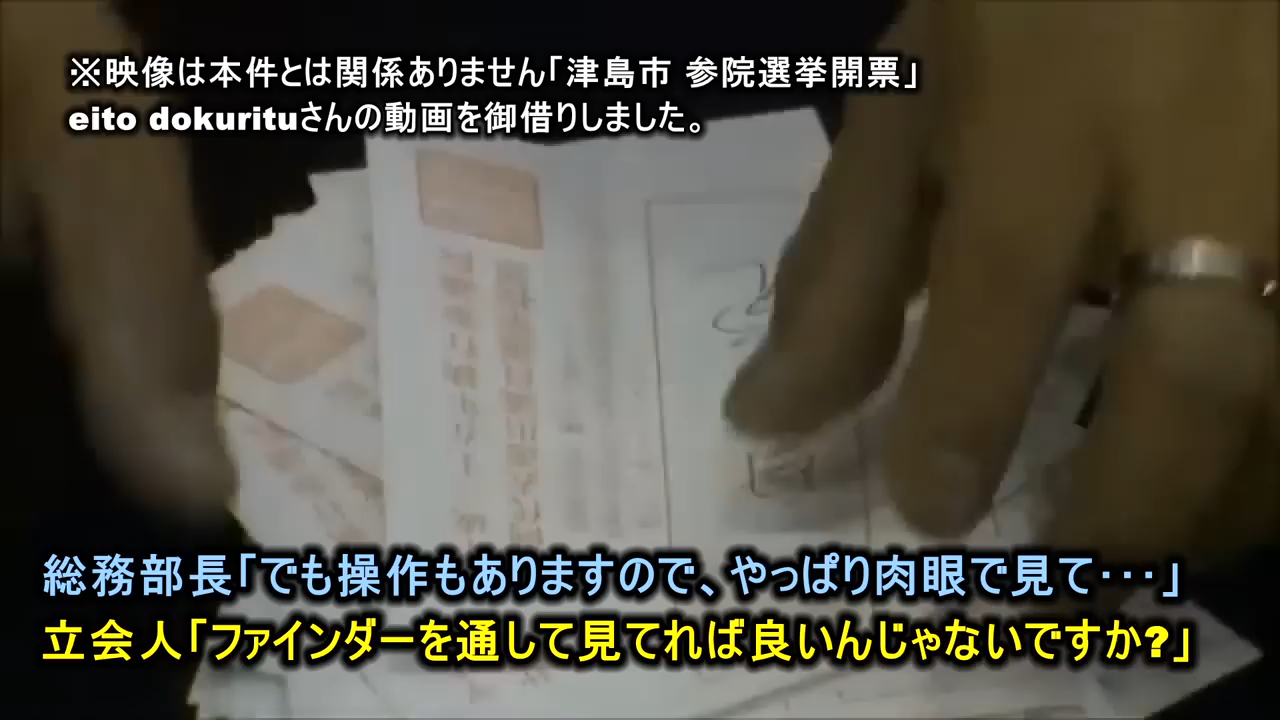 ※映像は本件とは関係ありません「津島市 参院選挙開票」
eito dokurituさんの動画を御借りしました。
総務部長「でも操作もありますので、やっぱり肉眼で見て・・・」
立会人「ファインダーを通して見てれば良いんじゃないですか?」